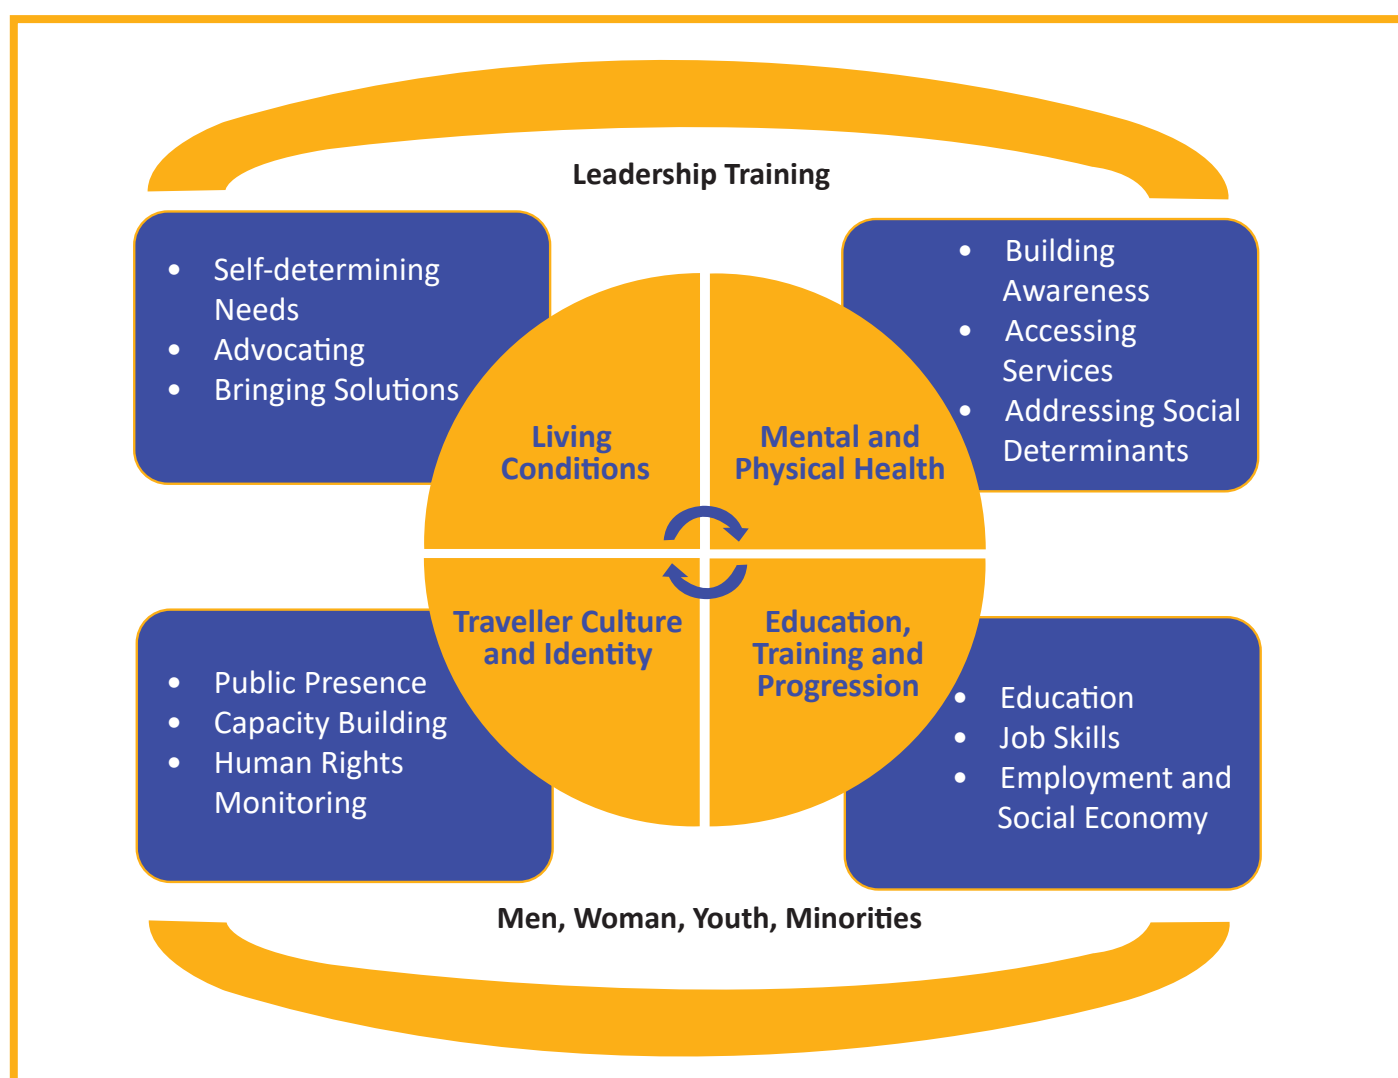 Leadership Training
• Self-determining
Needs
• Advocating
• Bringing Solutions
• Building
Awareness
• Accessing
Services
• Addressing Social
Determinants
Living
Conditions
Mental and
Physical Health
Traveller Culture
and Identity
Education,
Training and
Progression
• Public Presence
• Capacity Building
• Human Rights
Monitoring
• Education
• Job Skills
• Employment and
Social Economy
Men, Woman, Youth, Minorities